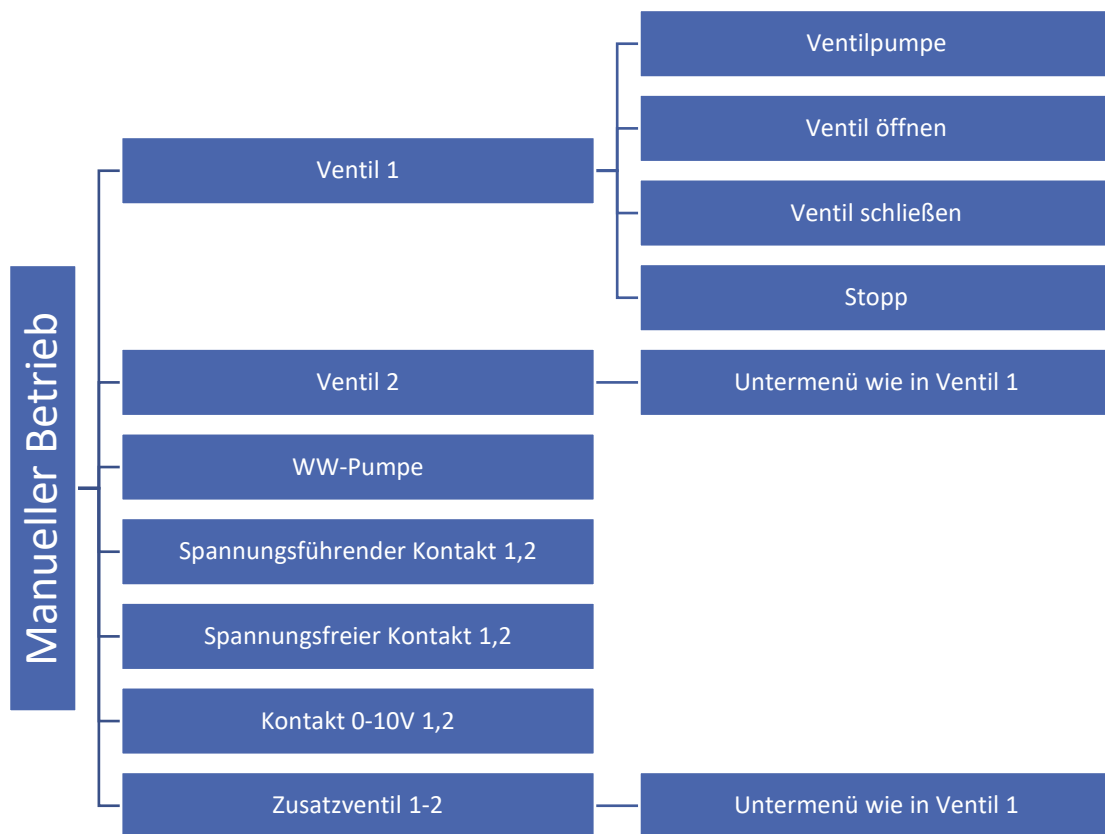 Manueller Betrieb
Ventil 1
Ventilpumpe
Ventil öffnen
Ventil schließen
Stopp
Ventil 2
Untermenü wie in Ventil 1
WW-Pumpe
Spannungsführender Kontakt 1,2
Spannungsfreier Kontakt 1,2
Kontakt 0-10V 1,2
Zusatzventil 1-2
Untermenü wie in Ventil 1